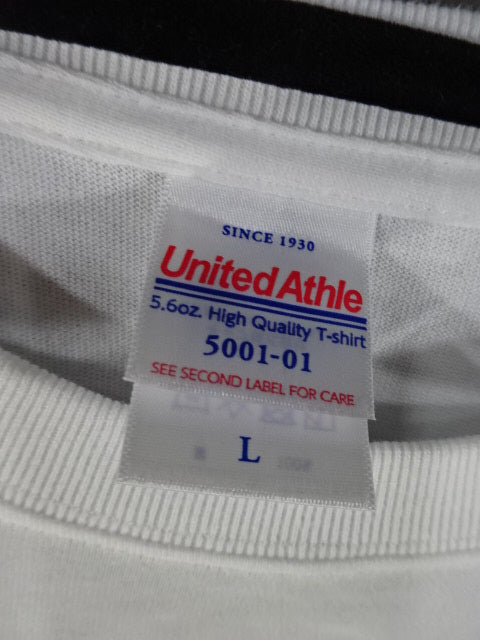 SINCE 1930
United Athle
5.6oz. High Quality T-shirt
5001-01
SEE SECOND LABEL FOR CARE
L